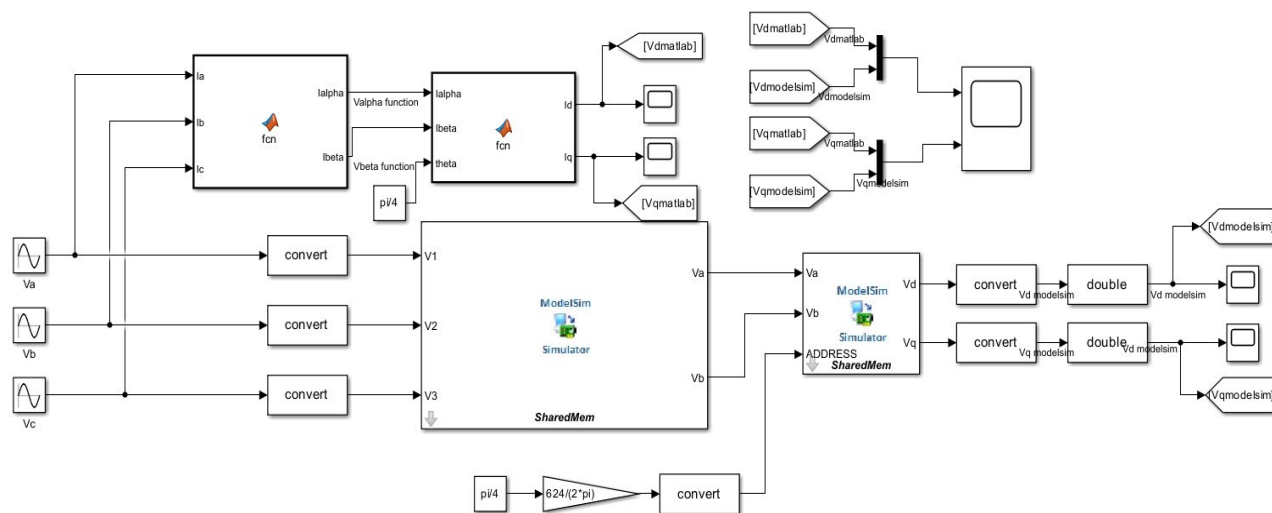 [Vdmatlab]
Ia
Ib
Ic
fcn
Ialpha
Ibeta
Valpha function
Vbeta function
Ialpha
Ibeta
theta
fcn
Id
Iq
pi/4
[Vqmatlab]
[Vdmatlab]
Vdmatlab
[Vdmodelsim]
Vdmodelsim
[Vqmatlab]
Vqmatlab
[Vqmodelsim]
Vqmodelsim
Va
convert
V1
Vb
convert
V2
Vc
convert
V3
ModelSim
Simulator
Va
Vb
SharedMem
Va
Vb
ADDRESS
ModelSim
Simulator
Vd
Vq
SharedMem
convert
Vd modelsim
double
Vd modelsim
[Vdmodelsim]
convert
Vq modelsim
double
Vd modelsim
[Vqmodelsim]
pi/4
624/(2*pi)
convert